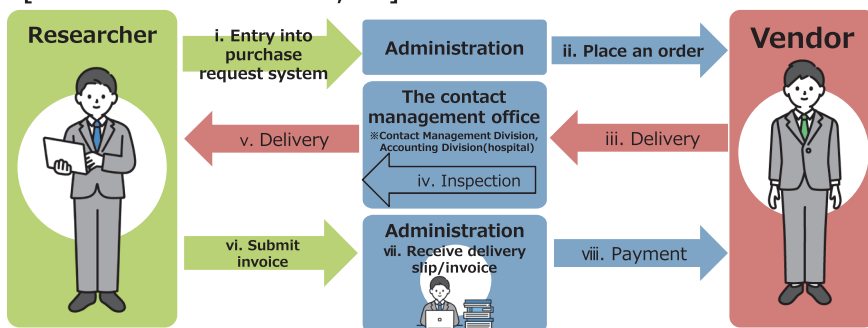 Researcher
i. Entry into
purchase
request system
Administration
ii. Place an order
Vendor
The contact
management office
※Contact Management Division,
Accounting Division(hospital)
v. Delivery
iii. Delivery
iv. Inspection
vi. Submit
invoice
Administration
vii. Receive delivery
slip/invoice
viii. Payment